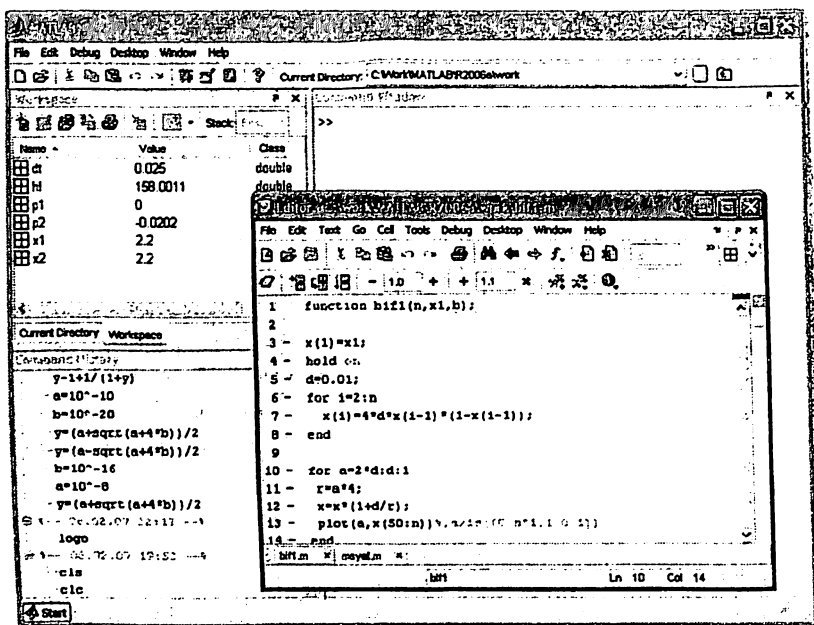 File Edit Debug Desktop Window Help
Current Directory: C:\Work\MATLAB\R2006a\work
Workspace
Command Window
Stack:
>>
Name Value Class
dt 0.025 double
hl 158.0011 double
p1 0
p2 -0.0202
x1 2.2
x2 2.2
Current Directory Workspace
Command History
y-1+1/(1+y)
a=10^-10
b=10^-20
y=(a+sqrt(a+4*b))/2
y=(a-sqrt(a+4*b))/2
b=10^-16
a=10^-8
y=(a+sqrt(a+4*b))/2
logo
cls
clc
Start
File Edit Text Go Cell Tools Debug Desktop Window Help
- 1.0 + ÷ 1.1 ×
1 function bif1(n,x1,b);
2
3 - x(1)=x1;
4 - hold on
5 - d=0.01;
6 - for i=2:n
7 - x(i)=4*d*x(i-1)*(1-x(i-1));
8 - end
9
10 - for a=2*d:d:1
11 - r=a*4;
12 - x=x*(1+d/r);
13 - plot(a,x(50:n))
14 - end
bif1.m
bif1 Ln 10 Col 14